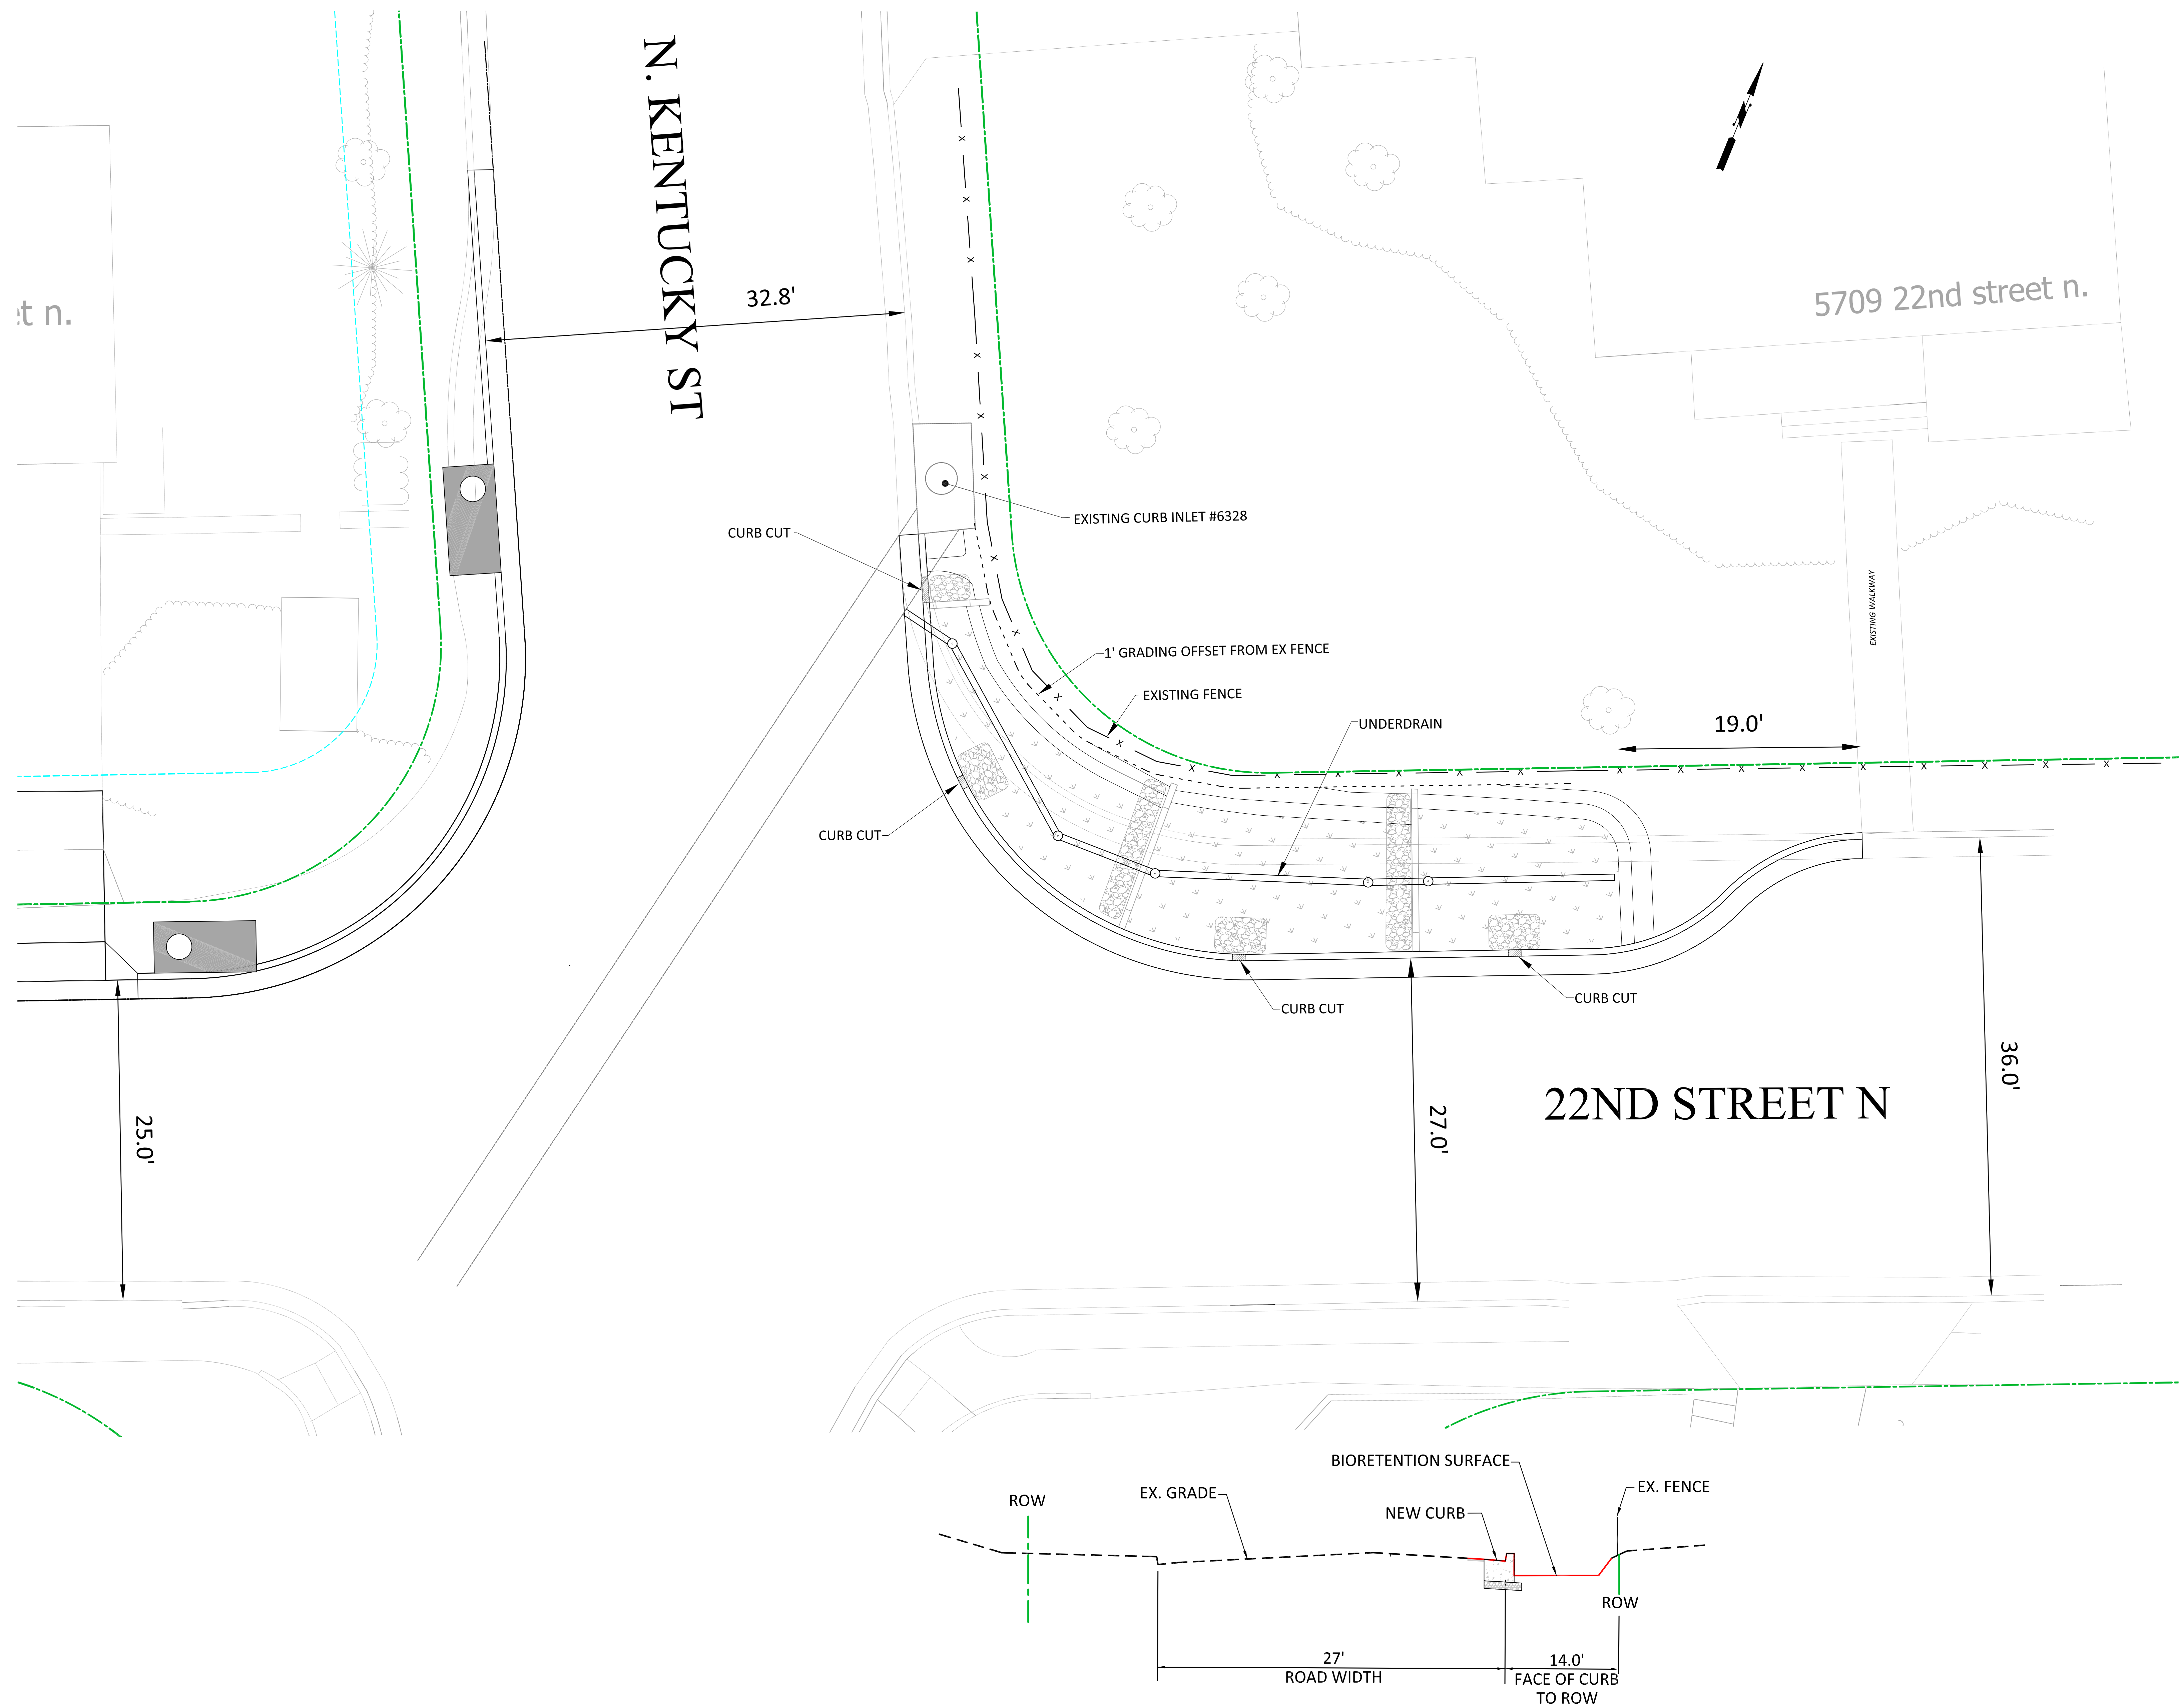 N. KENTUCKY ST
32.8'
5709 22nd street n.
t n.
EXISTING CURB INLET #6328
CURB CUT
EXISTING WALKWAY
1' GRADING OFFSET FROM EX FENCE
EXISTING FENCE
UNDERDRAIN
19.0'
CURB CUT
CURB CUT
CURB CUT
36.0'
22ND STREET N
27.0'
25.0'
BIORETENTION SURFACE
EX. FENCE
EX. GRADE
ROW
NEW CURB
ROW
27'
ROAD WIDTH
14.0'
FACE OF CURB
TO ROW